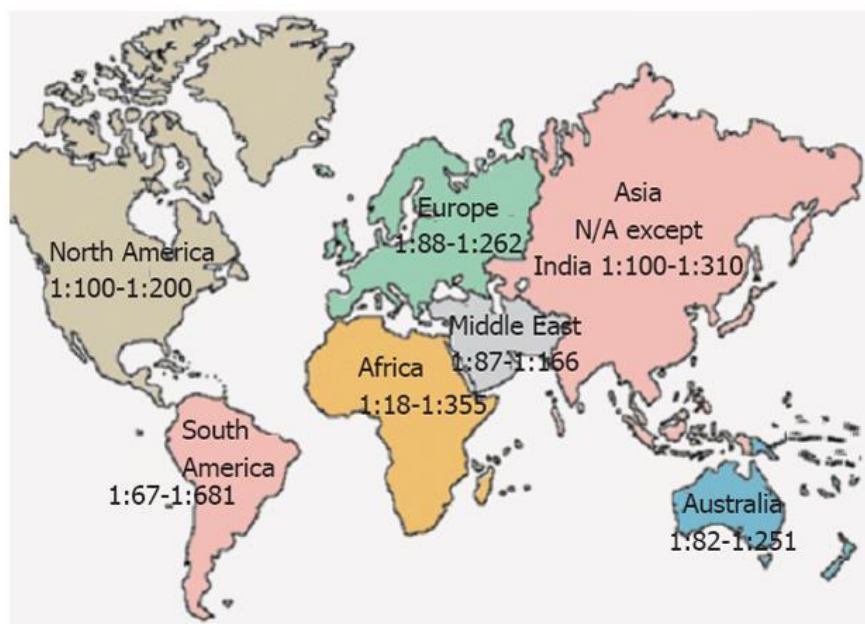 North America
1:100-1:200
Europe
1:88-1:262
Asia
N/A except
India 1:100-1:310
Middle East
1:87-1:166
Africa
1:18-1:355
South
America
1:67-1:681
Australia
1:82-1:251